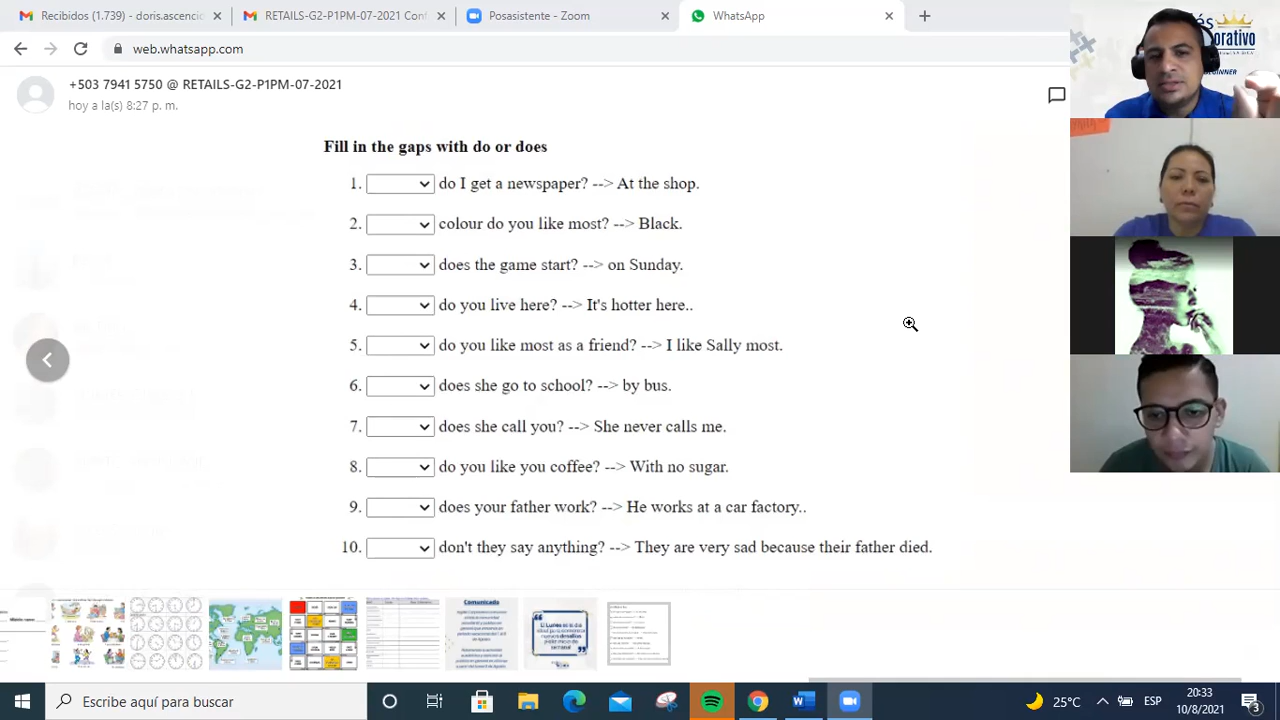 Recibidos (1.739) - doris.ascencio
RETAILS-G2-P1PM-07-2021 Con
Posasistente - Zoom
WhatsApp
web.whatsapp.com
+503 7941 5750 @ RETAILS-G2-P1PM-07-2021
hoy a la(s) 8:27 p. m.
Fill in the gaps with do or does
1. do I get a newspaper? --> At the shop.
2. colour do you like most? --> Black.
3. does the game start? --> on Sunday.
4. do you live here? --> It's hotter here..
5. do you like most as a friend? --> I like Sally most.
6. does she go to school? --> by bus.
7. does she call you? --> She never calls me.
8. do you like you coffee? --> With no sugar.
9. does your father work? --> He works at a car factory..
10. don't they say anything? --> They are very sad because their father died.
Comunicado
Escribe aquí para buscar
25°C
ESP
20:33
10/8/2021
3